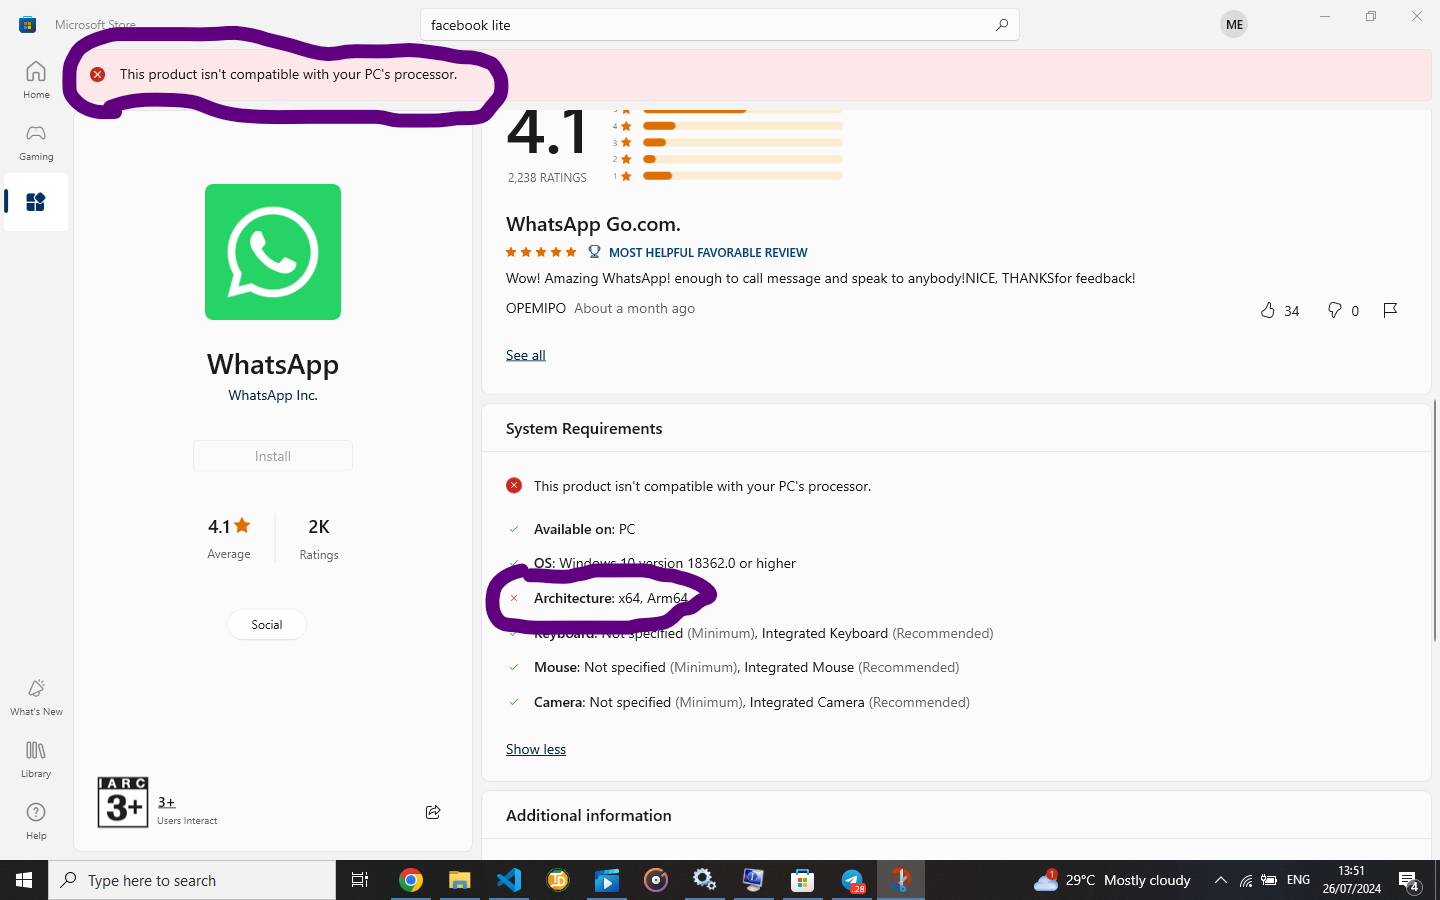 Microsoft Store
facebook lite
ME
This product isn't compatible with your PC's processor.
Home
Gaming
What's New
Library
Help
WhatsApp
WhatsApp Inc.
Install
4.1
Average
2K
Ratings
Social
IARC
3+
3+
Users Interact
4.1
2,238 RATINGS
4
3
2
1
WhatsApp Go.com.
MOST HELPFUL FAVORABLE REVIEW
Wow! Amazing WhatsApp! enough to call message and speak to anybody!NICE, THANKSfor feedback!
OPEMIPO About a month ago
34
0
See all
System Requirements
This product isn't compatible with your PC's processor.
Available on: PC
OS: Windows 10 version 18362.0 or higher
Architecture: x64, Arm64
Keyboard: Not specified (Minimum), Integrated Keyboard (Recommended)
Mouse: Not specified (Minimum), Integrated Mouse (Recommended)
Camera: Not specified (Minimum), Integrated Camera (Recommended)
Show less
Additional information
Type here to search
.28
1
29°C Mostly cloudy
ENG
13:51
26/07/2024
4